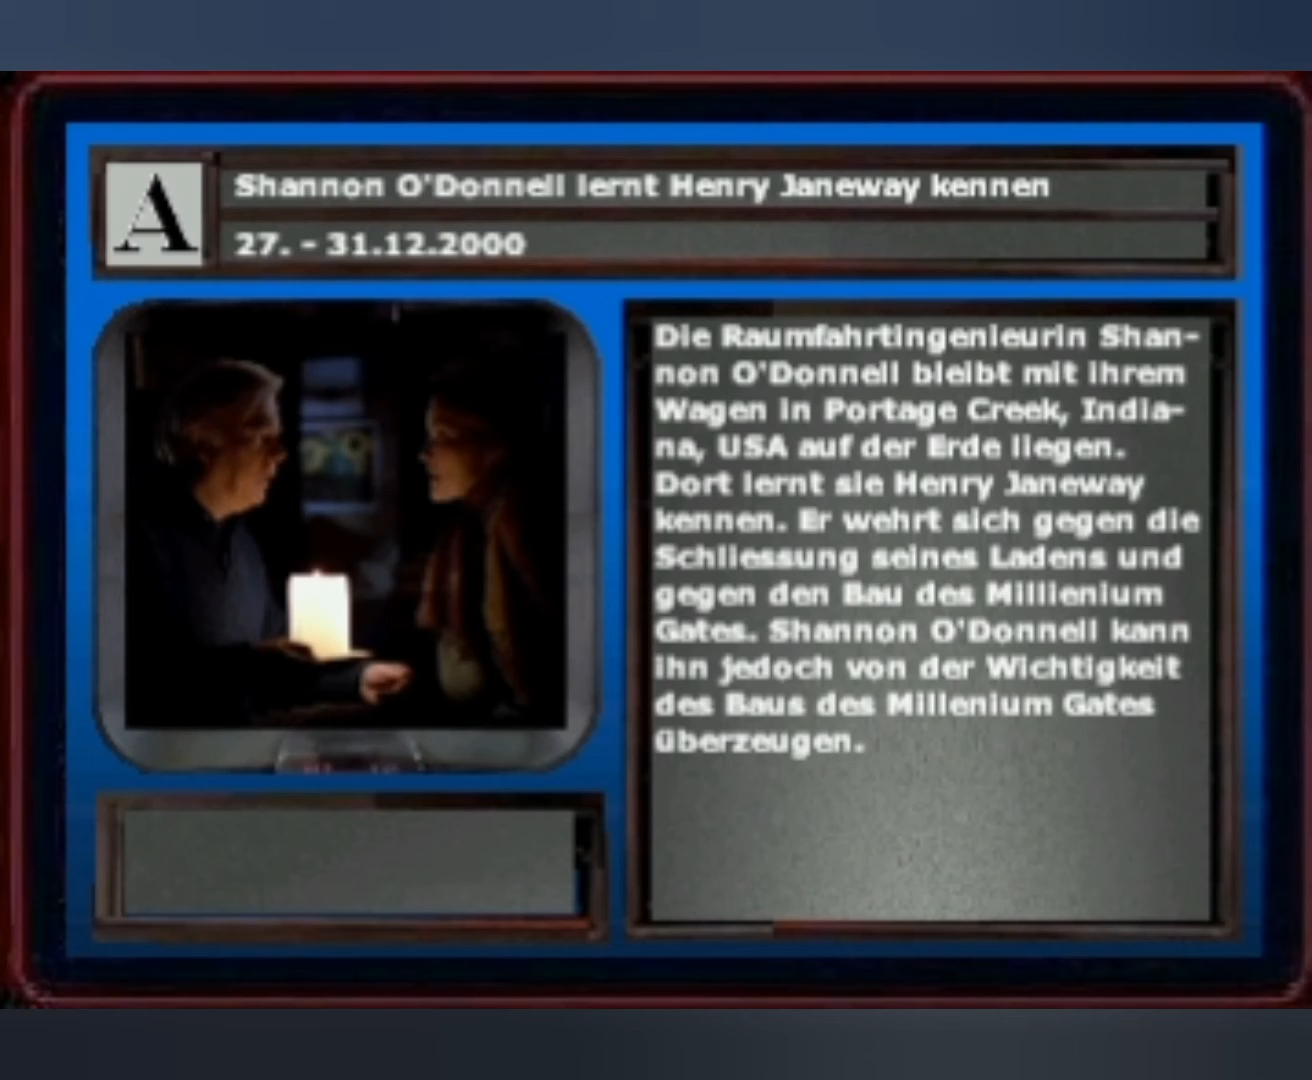 A
Shannon O'Donnell lernt Henry Janeway kennen
27. - 31.12.2000
Die Raumfahrtingenieurin Shan-
non O'Donnell bleibt mit ihrem
Wagen in Portage Creek, India-
na, USA auf der Erde liegen.
Dort lernt sie Henry Janeway
kennen. Er wehrt sich gegen die
Schliessung seines Ladens und
gegen den Bau des Millienium
Gates. Shannon O'Donnell kann
ihn jedoch von der Wichtigkeit
des Baus des Millenium Gates
überzeugen.